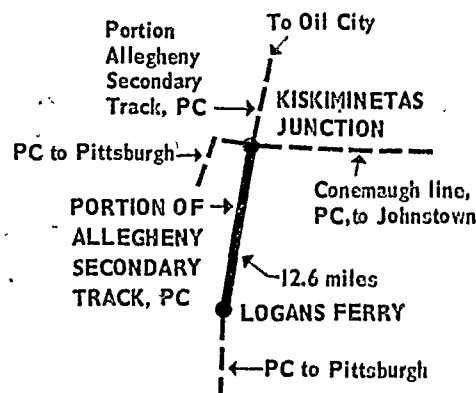 To Oil City
Portion
Allegheny
Secondary
Track, PC
KISKIMINETAS
JUNCTION
PC to Pittsburgh
Conemaugh line,
PC, to Johnstown
PORTION OF
ALLEGHENY
SECONDARY
TRACK, PC
12.6 miles
LOGANS FERRY
PC to Pittsburgh